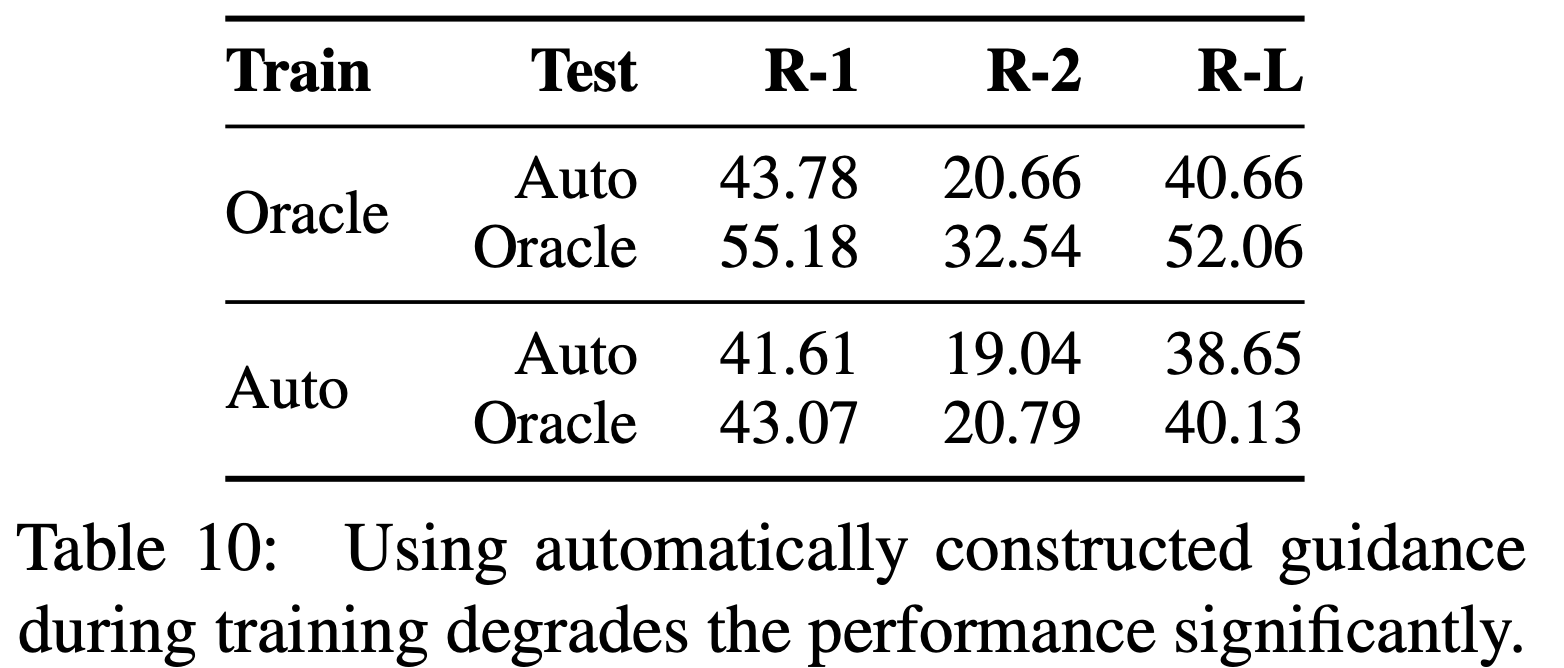 Train Test R-1 R-2 R-L
Oracle Auto 43.78 20.66 40.66
Oracle 55.18 32.54 52.06
Auto Auto 41.61 19.04 38.65
Oracle 43.07 20.79 40.13
Table 10: Using automatically constructed guidance
during training degrades the performance significantly.